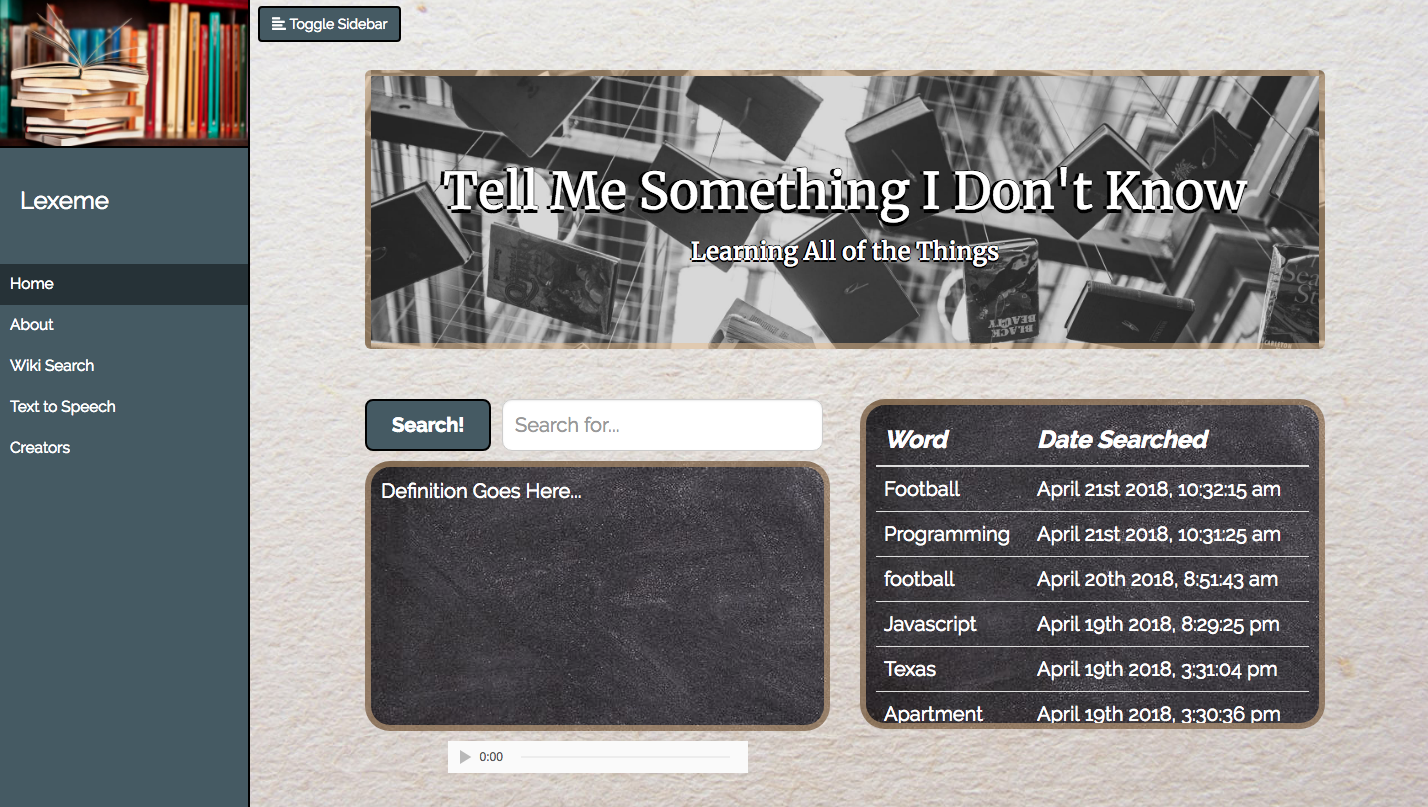 Toggle Sidebar
Lexeme
Home
About
Wiki Search
Text to Speech
Creators
Tell Me Something I Don't Know
Learning All of the Things
BLACK
BEAUTY
Search!
Search for...
Definition Goes Here...
0:00
Word Date Searched
Football April 21st 2018, 10:32:15 am
Programming April 21st 2018, 10:31:25 am
football April 20th 2018, 8:51:43 am
Javascript April 19th 2018, 8:29:25 pm
Texas April 19th 2018, 3:31:04 pm
Apartment April 19th 2018, 3:30:36 pm